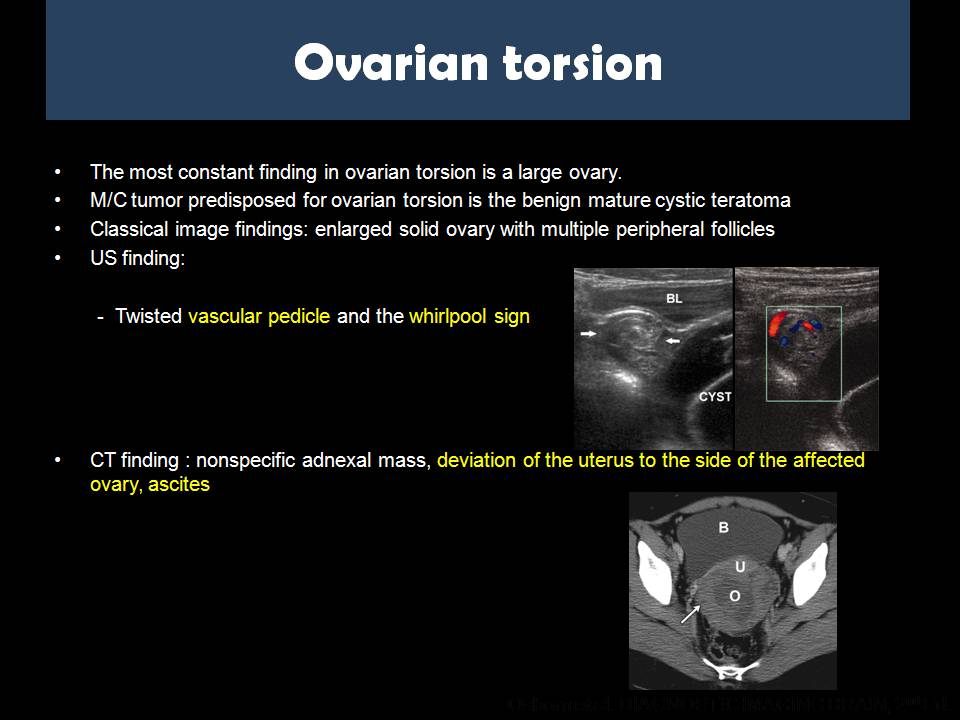 Ovarian torsion
• The most constant finding in ovarian torsion is a large ovary.
• M/C tumor predisposed for ovarian torsion is the benign mature cystic teratoma
• Classical image findings: enlarged solid ovary with multiple peripheral follicles
• US finding:
BL
- Twisted vascular pedicle and the whirlpool sign
CYST
• CT finding : nonspecific adnexal mass, deviation of the uterus to the side of the affected
ovary, ascites
B
U
O